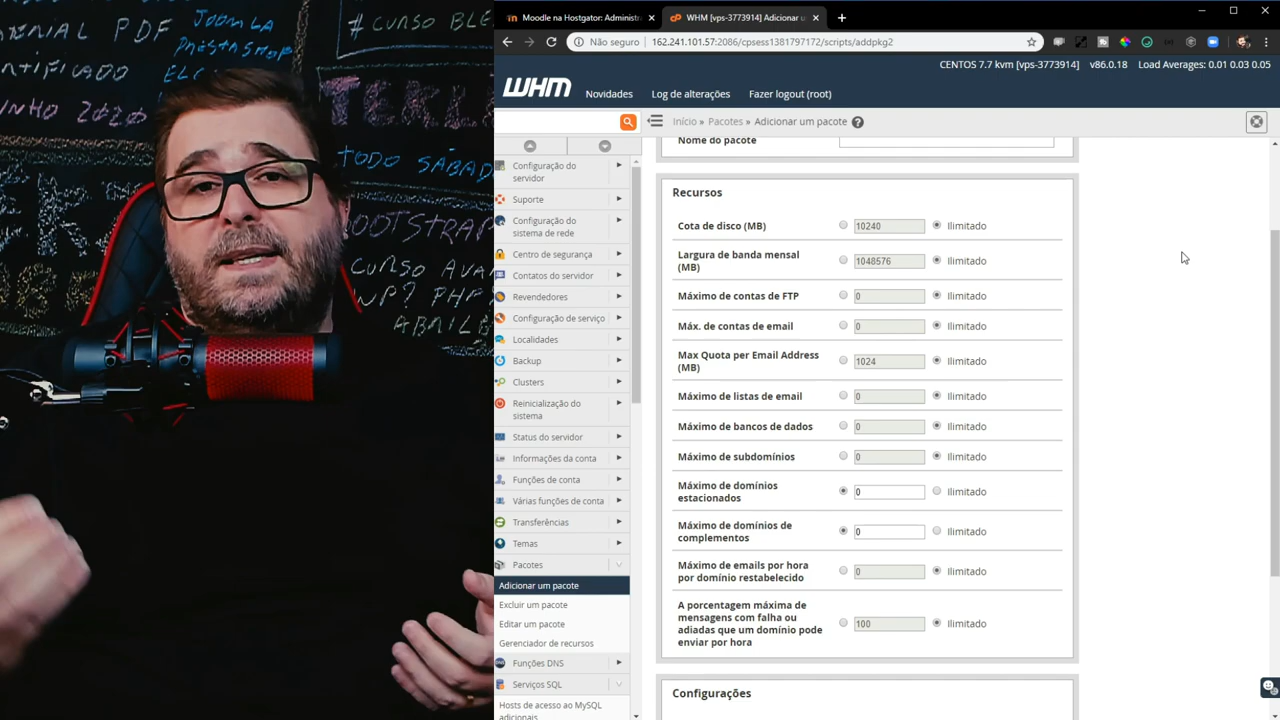 PDF
JOOMLA
PRESTASHOP
# CURSO BLE
TODO SÁBAD
BOOTSTRAP
CURSO AVA
PHP
ABRIL
Moodle na Hostgator: Administra
WHM [vps-3773914] Adicionar u
Não seguro
162.241.101.57:2086/cpsess1381797172/scripts/addpkg2
CENTOS 7.7 kvm [vps-3773914]
v86.0.18
Load Averages: 0.01 0.03 0.05
WHM
Novidades
Log de alterações
Fazer logout (root)
Início » Pacotes » Adicionar um pacote
Configuração do
servidor
Suporte
Configuração do
sistema de rede
Centro de segurança
Contatos do servidor
Revendedores
Configuração de serviço
Localidades
Backup
Clusters
Reinicialização do
sistema
Status do servidor
Informações da conta
Funções de conta
Várias funções de conta
Transferências
Temas
Pacotes
Adicionar um pacote
Excluir um pacote
Editar um pacote
Gerenciador de recursos
Funções DNS
Serviços SQL
Hosts de acesso ao MySQL
adicionais
Nome do pacote
Recursos
Cota de disco (MB)
10240
Ilimitado
Largura de banda mensal
(MB)
1048576
Ilimitado
Máximo de contas de FTP
0
Ilimitado
Máx. de contas de email
0
Ilimitado
Max Quota per Email Address
(MB)
1024
Ilimitado
Máximo de listas de email
0
Ilimitado
Máximo de bancos de dados
0
Ilimitado
Máximo de subdomínios
0
Ilimitado
Máximo de domínios
estacionados
0
Ilimitado
Máximo de domínios de
complementos
0
Ilimitado
Máximo de emails por hora
por domínio restabelecido
0
Ilimitado
A porcentagem máxima de
mensagens com falha ou
adiadas que um domínio pode
enviar por hora
100
Ilimitado
Configurações